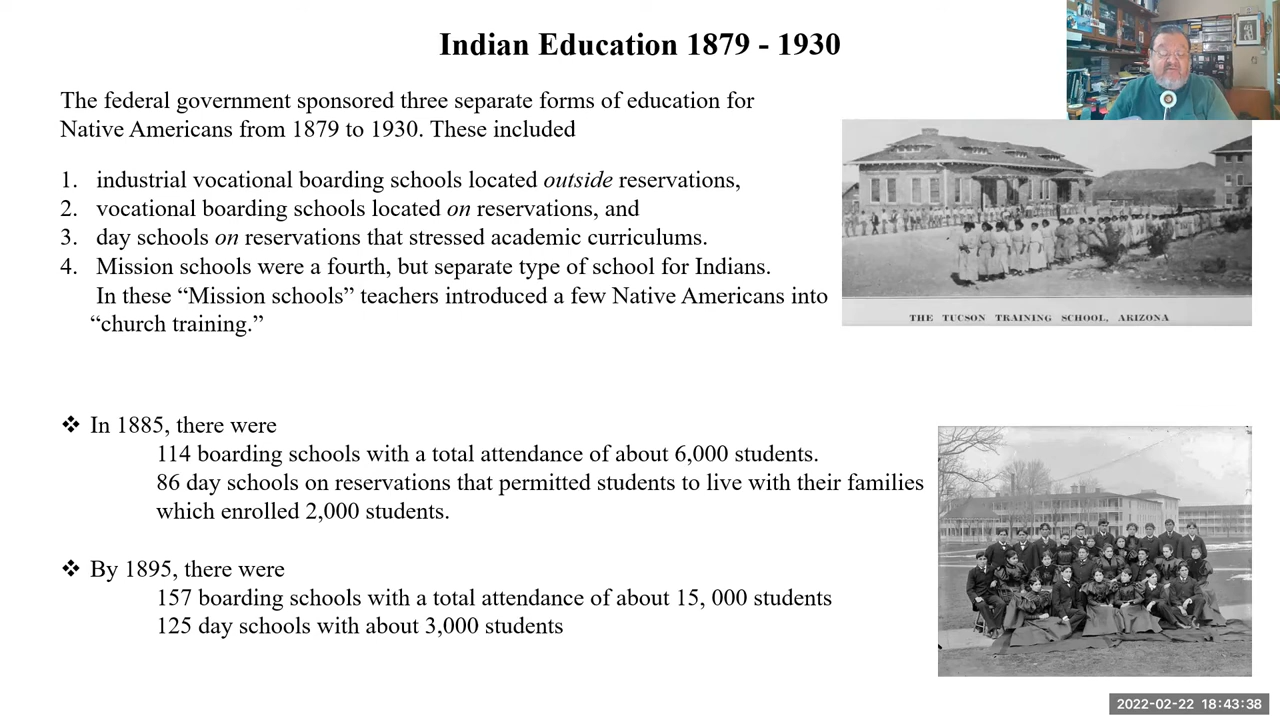 Indian Education 1879 - 1930
The federal government sponsored three separate forms of education for
Native Americans from 1879 to 1930. These included
1. industrial vocational boarding schools located outside reservations,
2. vocational boarding schools located on reservations, and
3. day schools on reservations that stressed academic curriculums.
4. Mission schools were a fourth, but separate type of school for Indians.
In these “Mission schools” teachers introduced a few Native Americans into
“church training.”
THE TUCSON TRAINING SCHOOL, ARIZONA
❖ In 1885, there were
114 boarding schools with a total attendance of about 6,000 students.
86 day schools on reservations that permitted students to live with their families
which enrolled 2,000 students.
❖ By 1895, there were
157 boarding schools with a total attendance of about 15, 000 students
125 day schools with about 3,000 students
2022-02-22 18:43:38